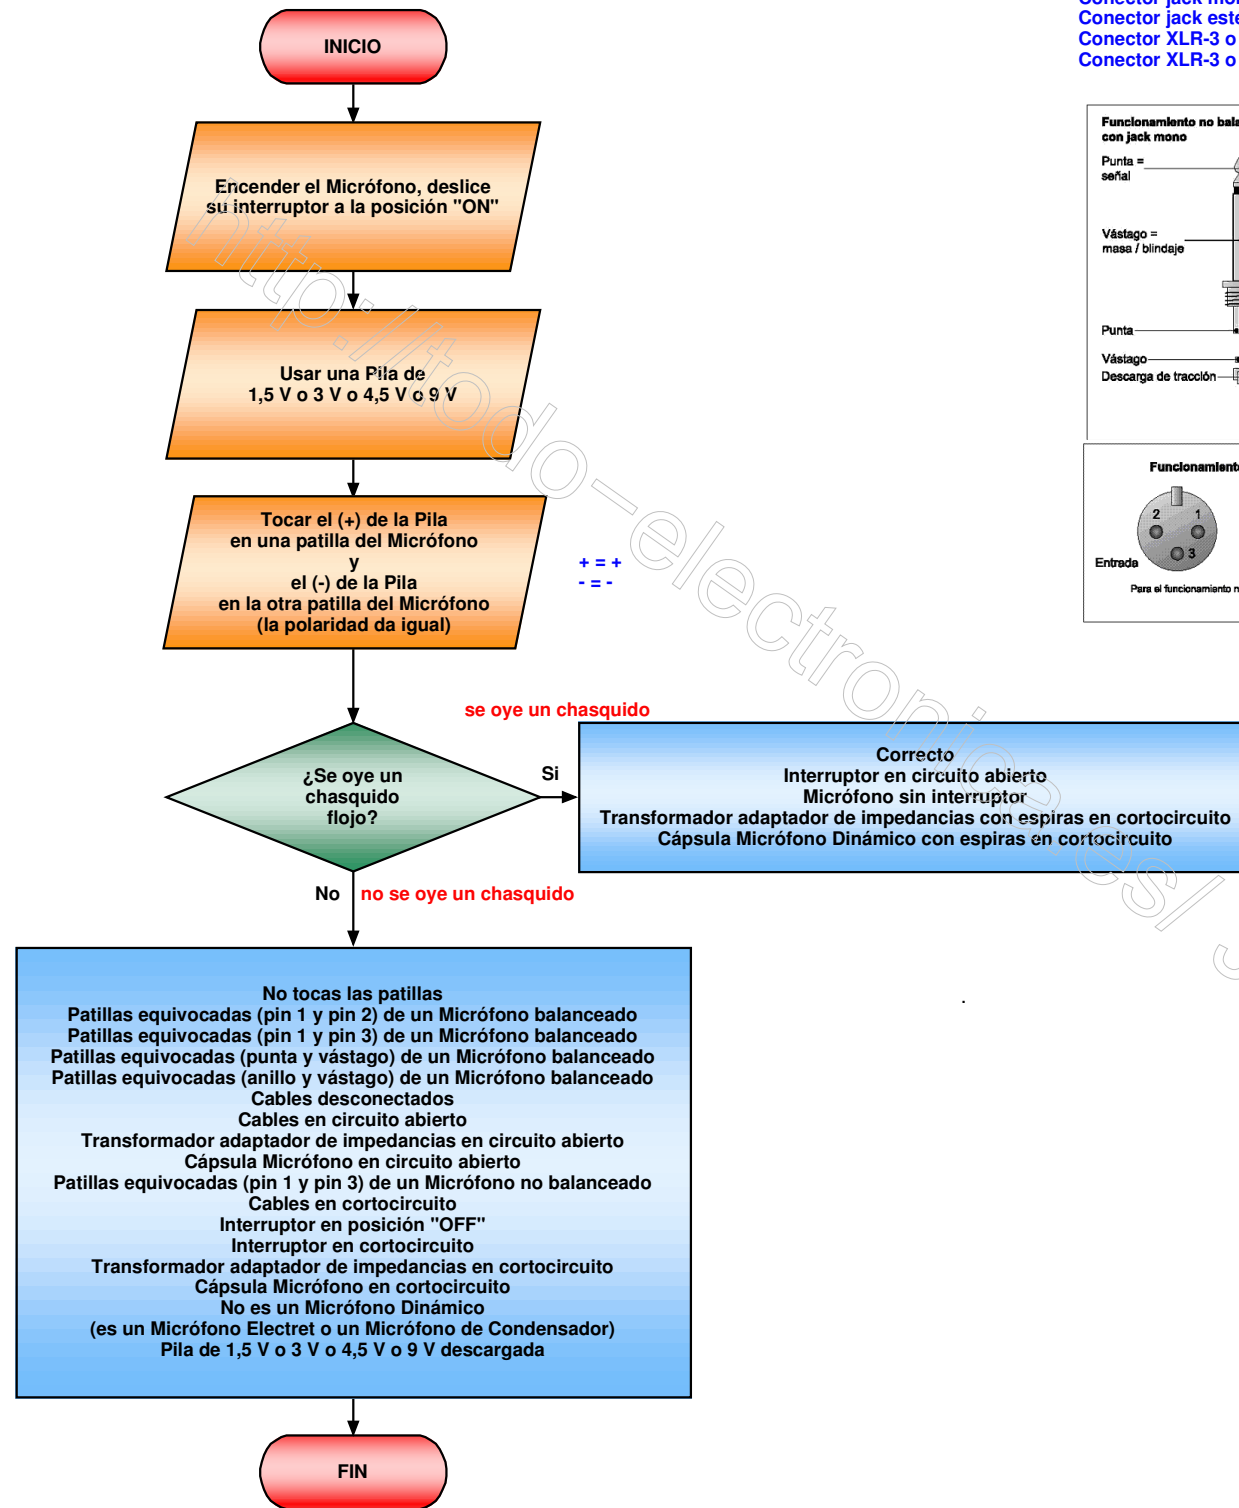 INICIO
Encender el Micrófono, deslice
su interruptor a la posición "ON"
Usar una Pila de
1,5 V o 3 V o 4,5 V o 9 V
Tocar el (+) de la Pila
en una patilla del Micrófono
y
el (-) de la Pila
en la otra patilla del Micrófono
(la polaridad da igual)
+ = +
- = -
¿Se oye un
chasquido
flojo?
Si
se oye un chasquido
Correcto
Interruptor en circuito abierto
Micrófono sin interruptor
Transformador adaptador de impedancias con espiras en cortocircuito
Cápsula Micrófono Dinámico con espiras en cortocircuito
No
no se oye un chasquido
No tocas las patillas
Patillas equivocadas (pin 1 y pin 2) de un Micrófono balanceado
Patillas equivocadas (pin 1 y pin 3) de un Micrófono balanceado
Patillas equivocadas (punta y vástago) de un Micrófono balanceado
Patillas equivocadas (anillo y vástago) de un Micrófono balanceado
Cables desconectados
Cables en circuito abierto
Transformador adaptador de impedancias en circuito abierto
Cápsula Micrófono en circuito abierto
Patillas equivocadas (pin 1 y pin 3) de un Micrófono no balanceado
Cables en cortocircuito
Interruptor en posición "OFF"
Interruptor en cortocircuito
Transformador adaptador de impedancias en cortocircuito
Cápsula Micrófono en cortocircuito
No es un Micrófono Dinámico
(es un Micrófono Electret o un Micrófono de Condensador)
Pila de 1,5 V o 3 V o 4,5 V o 9 V descargada
FIN
Conector jack
Conector jack
Conector XLR-3 o
Conector XLR-3 o
Funcionamiento no
con jack mono
Punta =
señal
Vástago =
masa / blindaje
Punta
Vástago
Descarga de tracción
2
1
3
Entrada
Para el funcionamiento
http://todo-electronica.es/